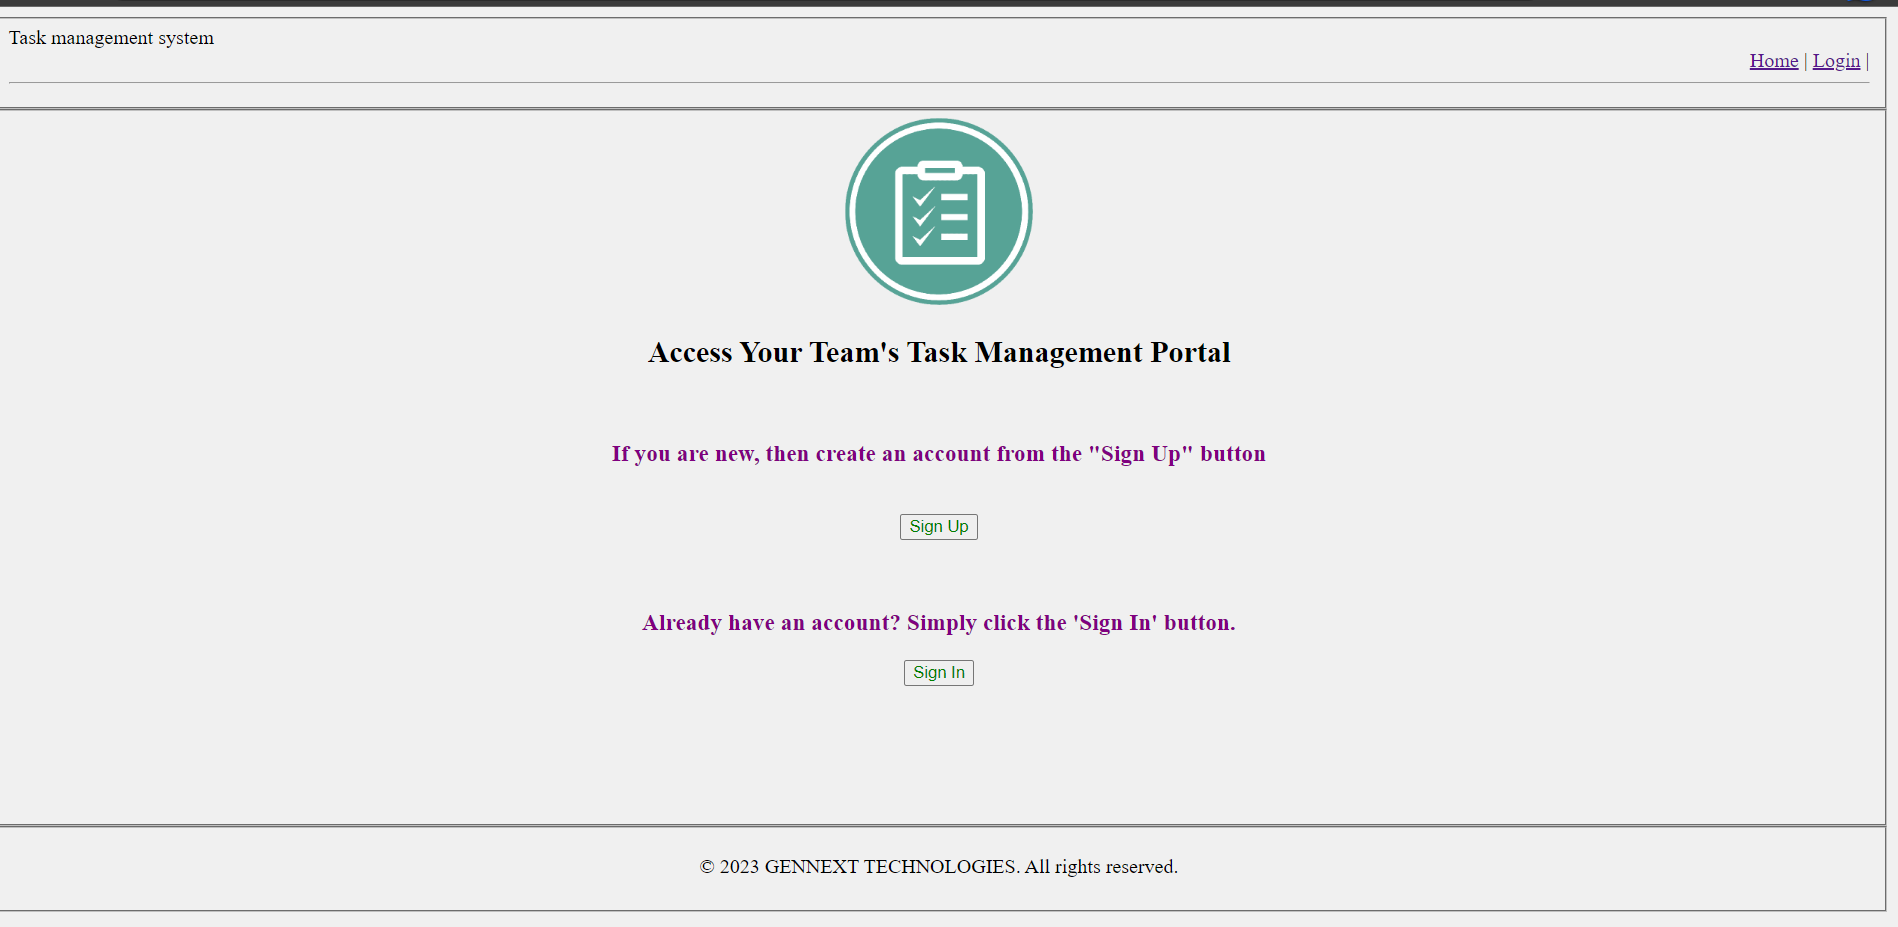 Task management system
Home | Login |
Access Your Team's Task Management Portal
If you are new, then create an account from the "Sign Up" button
Sign Up
Already have an account? Simply click the 'Sign In' button.
Sign In
© 2023 GENNEXT TECHNOLOGIES. All rights reserved.